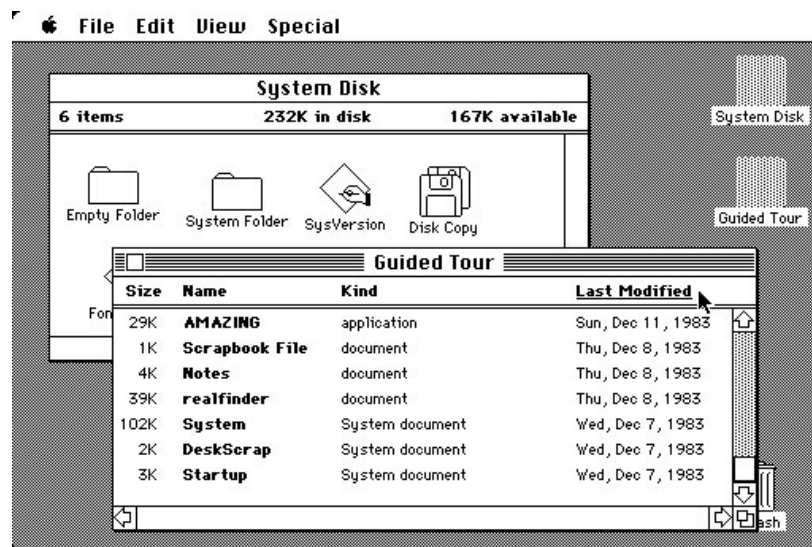 File Edit View Special
System Disk
6 items 232K in disk 167K available
Empty Folder System Folder SysVersion Disk Copy
Fon
System Disk
Guided Tour
Guided Tour
Size Name Kind Last Modified
29K AMAZING application Sun, Dec 11, 1983
1K Scrapbook File document Thu, Dec 8, 1983
4K Notes document Thu, Dec 8, 1983
39K realfinder document Thu, Dec 8, 1983
102K System System document Wed, Dec 7, 1983
2K DeskScrap System document Wed, Dec 7, 1983
3K Startup System document Wed, Dec 7, 1983
ash